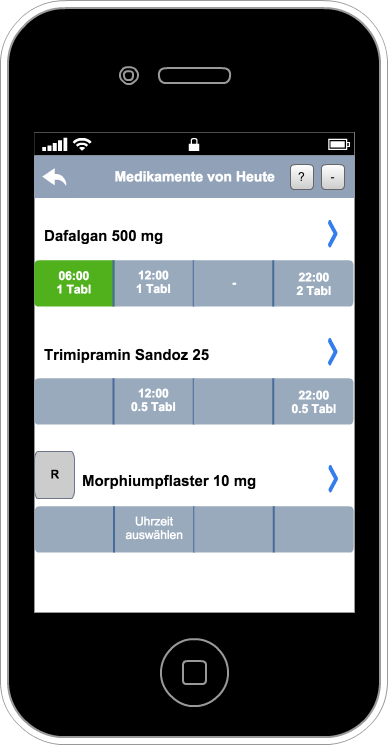 Medikamente von Heute
?
-
Dafalgan 500 mg
06:00
1 Tabl
12:00
1 Tabl
-
22:00
2 Tabl
Trimipramin Sandoz 25
12:00
0.5 Tabl
22:00
0.5 Tabl
R
Morphiumpflaster 10 mg
Uhrzeit
auswählen